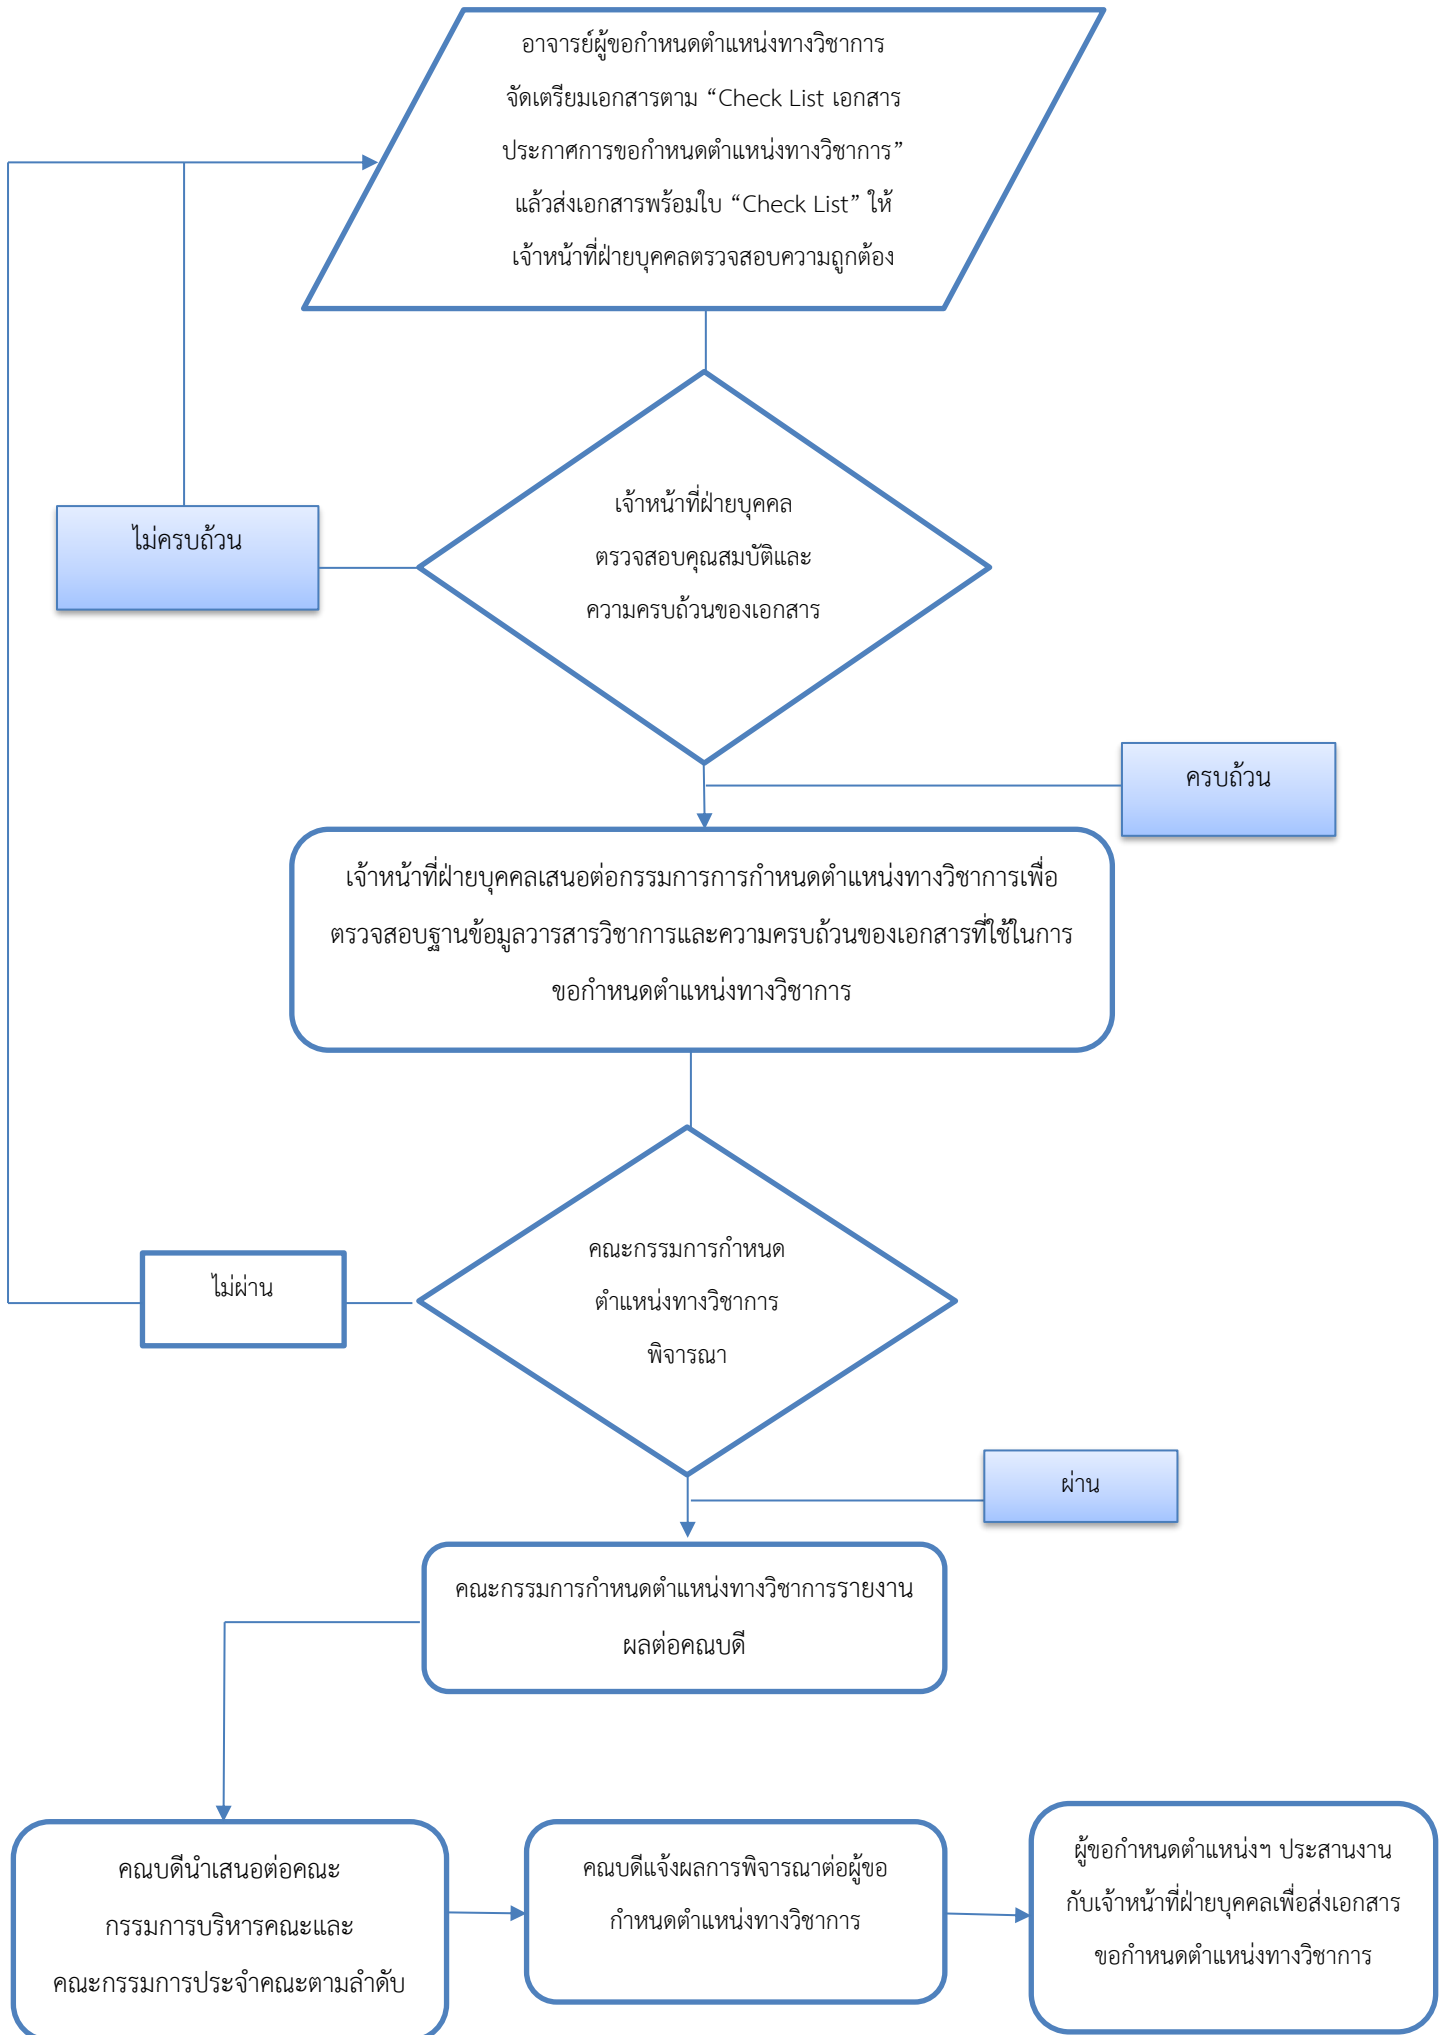 อาจารย์ผู้ขอกำหนดตำแหน่งทางวิชาการ
จัดเตรียมเอกสารตาม “Check List เอกสาร
ประกาศการขอกำหนดตำแหน่งทางวิชาการ”
แล้วส่งเอกสารพร้อมใบ “Check List” ให้
เจ้าหน้าที่ฝ่ายบุคคลตรวจสอบความถูกต้อง
เจ้าหน้าที่ฝ่ายบุคคล
ตรวจสอบคุณสมบัติและ
ความครบถ้วนของเอกสาร
ไม่ครบถ้วน
ครบถ้วน
เจ้าหน้าที่ฝ่ายบุคคลเสนอต่อกรรมการการกำหนดตำแหน่งทางวิชาการเพื่อ
ตรวจสอบฐานข้อมูลวารสารวิชาการและความครบถ้วนของเอกสารที่ใช้ในการ
ขอกำหนดตำแหน่งทางวิชาการ
คณะกรรมการกำหนด
ตำแหน่งทางวิชาการ
พิจารณา
ไม่ผ่าน
ผ่าน
คณะกรรมการกำหนดตำแหน่งทางวิชาการรายงาน
ผลต่อคณบดี
คณบดีนำเสนอต่อคณะ
กรรมการบริหารคณะและ
คณะกรรมการประจำคณะตามลำดับ
คณบดีแจ้งผลการพิจารณาต่อผู้ขอ
กำหนดตำแหน่งทางวิชาการ
ผู้ขอกำหนดตำแหน่งฯ ประสานงาน
กับเจ้าหน้าที่ฝ่ายบุคคลเพื่อส่งเอกสาร
ขอกำหนดตำแหน่งทางวิชาการ